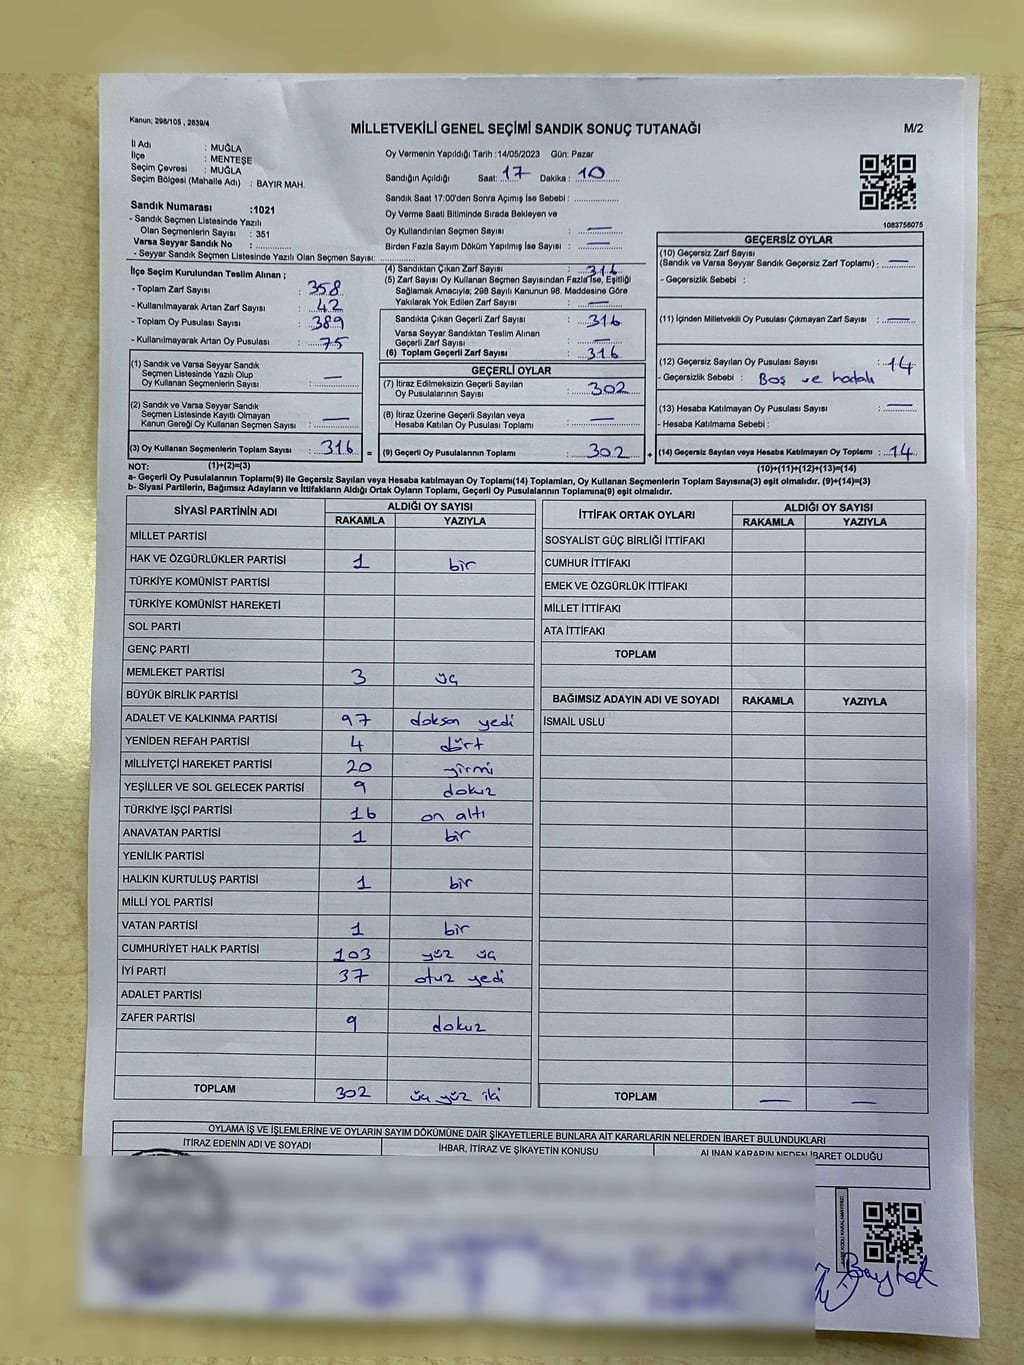 Kanun; 298/105 , 2839/4
MİLLETVEKİLİ GENEL SEÇİMİ SANDIK SONUÇ TUTANAĞI
M/2
İl Adı : MUĞLA
İlçe : MENTEŞE
Seçim Çevresi : MUĞLA
Seçim Bölgesi (Mahalle Adı) : BAYIR MAH.
Oy Vermenin Yapıldığı Tarih :14/05/2023 Gün: Pazar
Sandığın Açıldığı Saat: 17 Dakika : 10
Sandık Saat 17:00'den Sonra Açımış İse Sebebi :
Oy Verme Saati Bitiminde Sırada Bekleyen ve
Oy Kullandırılan Seçmen Sayısı : —
Birden Fazla Sayım Döküm Yapılmış İse Sayısı : —
1083756075
Sandık Numarası :1021
- Sandık Seçmen Listesinde Yazılı
Olan Seçmenlerin Sayısı : 351
Varsa Seyyar Sandık No :
- Seyyar Sandık Seçmen Listesinde Yazılı Olan Seçmen Sayısı:
İlçe Seçim Kurulundan Teslim Alınan ;
- Toplam Zarf Sayısı : 358
- Kullanılmayarak Artan Zarf Sayısı : 42
- Toplam Oy Pusulası Sayısı : 389
- Kullanılmayarak Artan Oy Pusulası : 75
(1) Sandık ve Varsa Seyyar Sandık
Seçmen Listesinde Yazılı Olup
Oy Kullanan Seçmenlerin Sayısı : —
(2) Sandık ve Varsa Seyyar Sandık
Seçmen Listesinde Kayıtlı Olmayan
Kanun Gereği Oy Kullanan Seçmen Sayısı : —
(3) Oy Kullanan Seçmenlerin Toplam Sayısı : 316 =
(4) Sandıktan Çıkan Zarf Sayısı : 316
(5) Zarf Sayısı Oy Kullanan Seçmen Sayısından Fazla İse, Eşitliği
Sağlamak Amacıyla; 298 Sayılı Kanunun 98. Maddesine Göre
Yakılarak Yok Edilen Zarf Sayısı : —
Sandıkta Çıkan Geçerli Zarf Sayısı : 316
Varsa Seyyar Sandıktan Teslim Alınan
Geçerli Zarf Sayısı : —
(6) Toplam Geçerli Zarf Sayısı : 316
GEÇERLİ OYLAR
(7) İtiraz Edilmeksizin Geçerli Sayılan
Oy Pusulalarının Sayısı : 302
(8) İtiraz Üzerine Geçerli Sayılan veya
Hesaba Katılan Oy Pusulası Toplamı : —
(9) Geçerli Oy Pusulalarının Toplamı : 302 +
GEÇERSİZ OYLAR
(10) Geçersiz Zarf Sayısı
(Sandık ve Varsa Seyyar Sandık Geçersiz Zarf Toplamı) : —
- Geçersizlik Sebebi :
(11) İçinden Milletvekili Oy Pusulası Çıkmayan Zarf Sayısı : —
(12) Geçersiz Sayılan Oy Pusulası Sayısı : 14
- Geçersizlik Sebebi : Boş ve hatalı
(13) Hesaba Katılmayan Oy Pusulası Sayısı : —
- Hesaba Katılmama Sebebi :
(14) Geçersiz Sayılan veya Hesaba Katılmayan Oy Toplamı : 14
NOT: (1)+(2)=(3) (10)+(11)+(12)+(13)=(14)
a- Geçerli Oy Pusulalarının Toplamı(9) ile Geçersiz Sayılan veya Hesaba katılmayan Oy Toplamı(14) Toplamları, Oy Kullanan Seçmenlerin Toplam Sayısına(3) eşit olmalıdır. (9)+(14)=(3)
b- Siyasi Partilerin, Bağımsız Adayların ve İttifakların Aldığı Ortak Oyların Toplamı, Geçerli Oy Pusulalarının Toplamına(9) eşit olmalıdır.
SİYASİ PARTİNİN ADI ALDIĞI OY SAYISI
RAKAMLA YAZIYLA
MİLLET PARTİSİ
HAK VE ÖZGÜRLÜKLER PARTİSİ 1 bir
TÜRKİYE KOMÜNİST PARTİSİ
TÜRKİYE KOMÜNİST HAREKETİ
SOL PARTİ
GENÇ PARTİ
MEMLEKET PARTİSİ 3 üç
BÜYÜK BİRLİK PARTİSİ
ADALET VE KALKINMA PARTİSİ 97 doksan yedi
YENİDEN REFAH PARTİSİ 4 dört
MİLLİYETÇİ HAREKET PARTİSİ 20 yirmi
YEŞİLLER VE SOL GELECEK PARTİSİ 9 dokuz
TÜRKİYE İŞÇİ PARTİSİ 16 on altı
ANAVATAN PARTİSİ 1 bir
YENİLİK PARTİSİ
HALKIN KURTULUŞ PARTİSİ 1 bir
MİLLİ YOL PARTİSİ
VATAN PARTİSİ 1 bir
CUMHURİYET HALK PARTİSİ 103 yüz üç
İYİ PARTİ 37 otuz yedi
ADALET PARTİSİ
ZAFER PARTİSİ 9 dokuz
TOPLAM 302 üç yüz iki
İTTİFAK ORTAK OYLARI ALDIĞI OY SAYISI
RAKAMLA YAZIYLA
SOSYALİST GÜÇ BİRLİĞİ İTTİFAKI
CUMHUR İTTİFAKI
EMEK VE ÖZGÜRLÜK İTTİFAKI
MİLLET İTTİFAKI
ATA İTTİFAKI
TOPLAM
BAĞIMSIZ ADAYIN ADI VE SOYADI RAKAMLA YAZIYLA
İSMAİL USLU
TOPLAM — —
OYLAMA İŞ VE İŞLEMLERİNE VE OYLARIN SAYIM DÖKÜMÜNE DAİR ŞİKAYETLERLE BUNLARA AİT KARARLARIN NELERDEN İBARET BULUNDUKLARI
İTİRAZ EDENİN ADI VE SOYADI İHBAR, İTİRAZ VE ŞİKAYETİN KONUSU ALINAN KARARIN NEDEN İBARET OLDUĞU